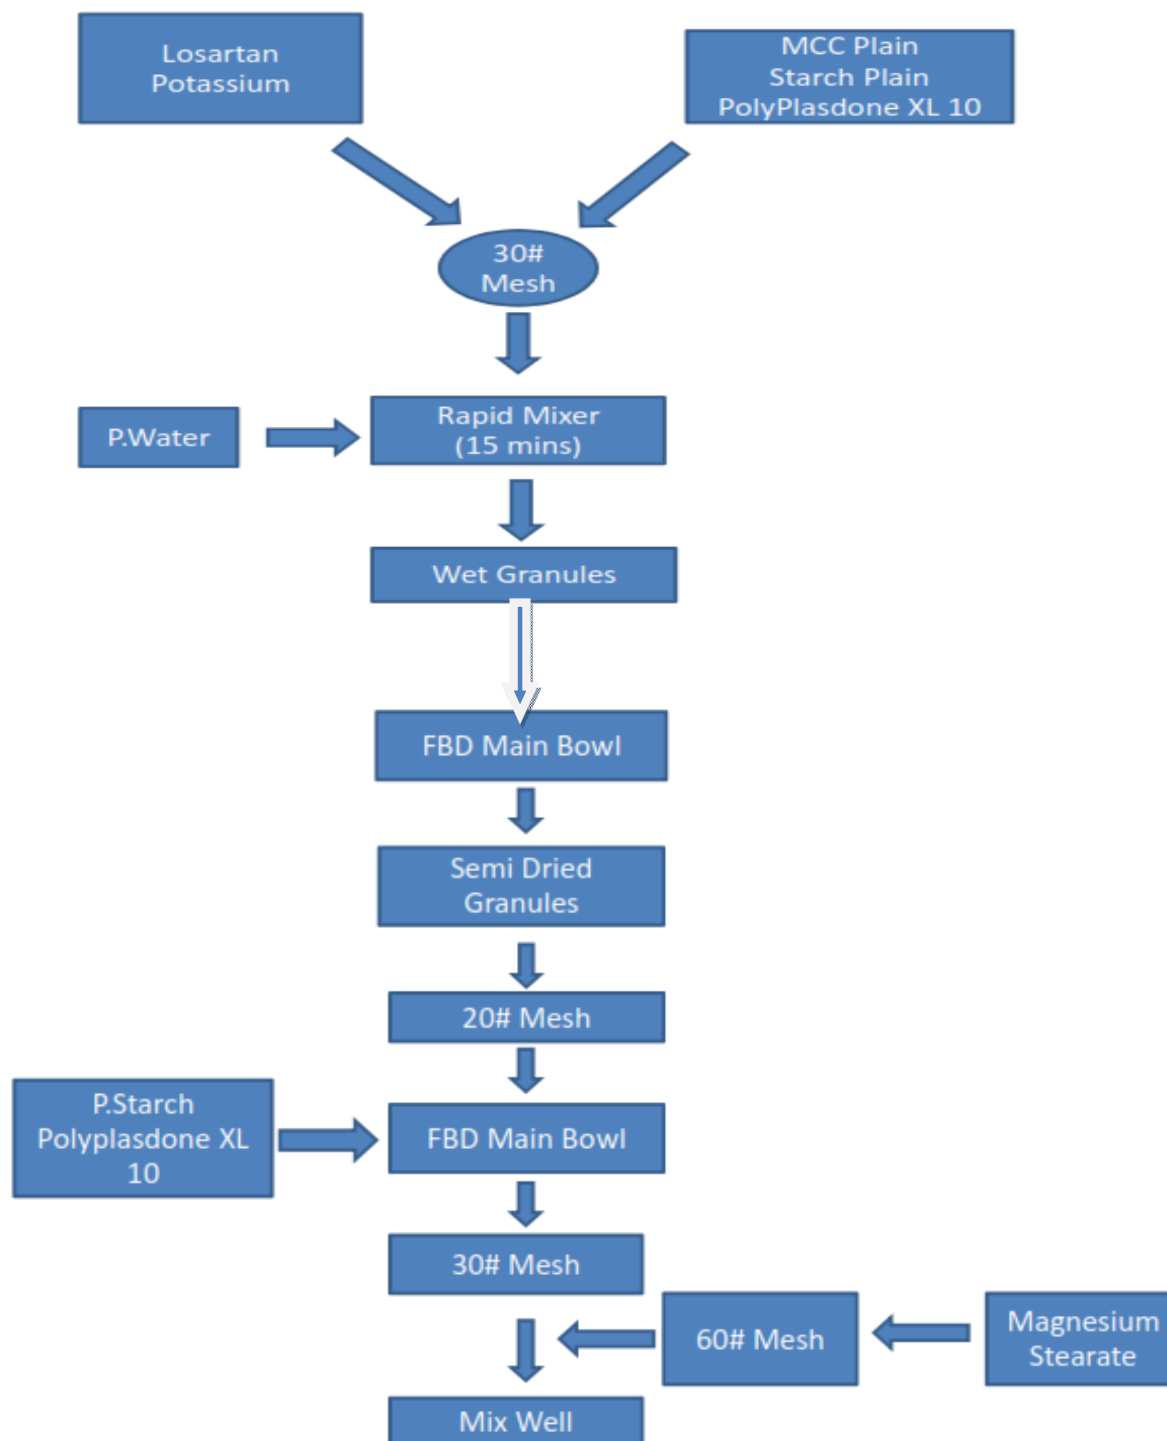 Losartan
Potassium
MCC Plain
Starch Plain
PolyPlasdone XL 10
30#
Mesh
P.Water
Rapid Mixer
(15 mins)
Wet Granules
FBD Main Bowl
Semi Dried
Granules
20# Mesh
P.Starch
Polyplasdone XL
10
FBD Main Bowl
30# Mesh
60# Mesh
Magnesium
Stearate
Mix Well